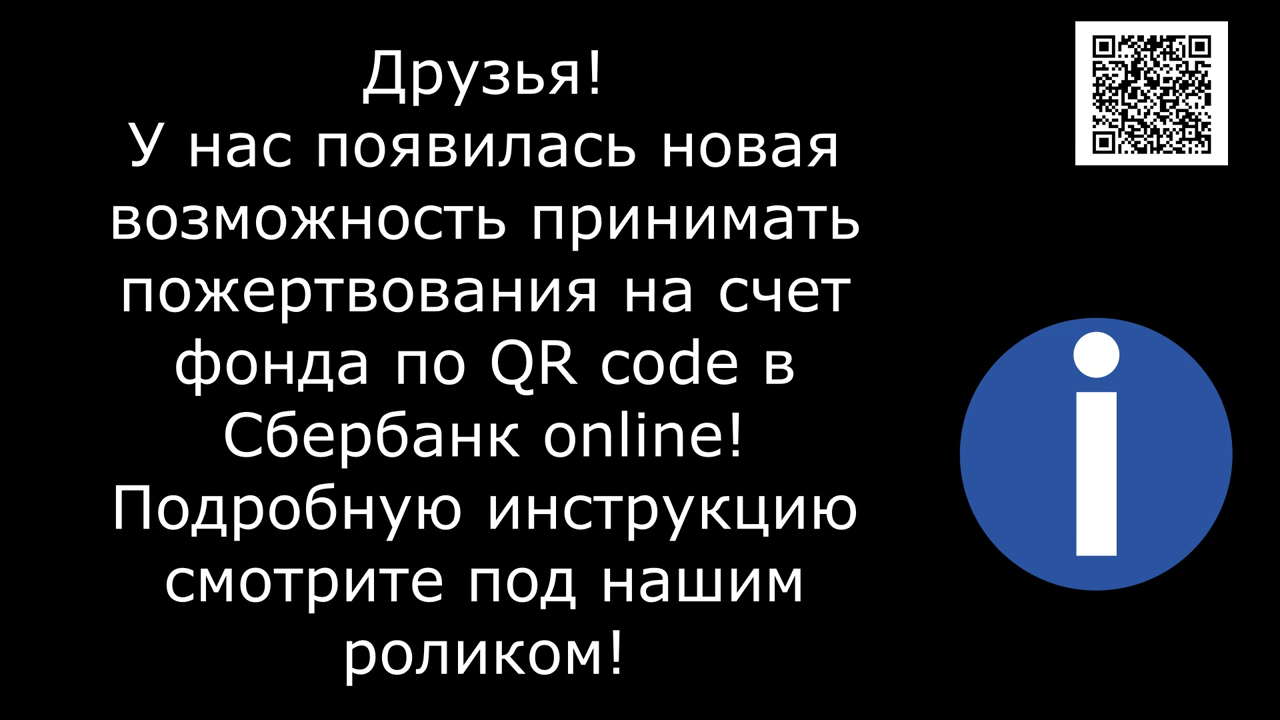 Друзья!
У нас появилась новая
возможность принимать
пожертвования на счет
фонда по QR code в
Сбербанк online!
Подробную инструкцию
смотрите под нашим
роликом!
i